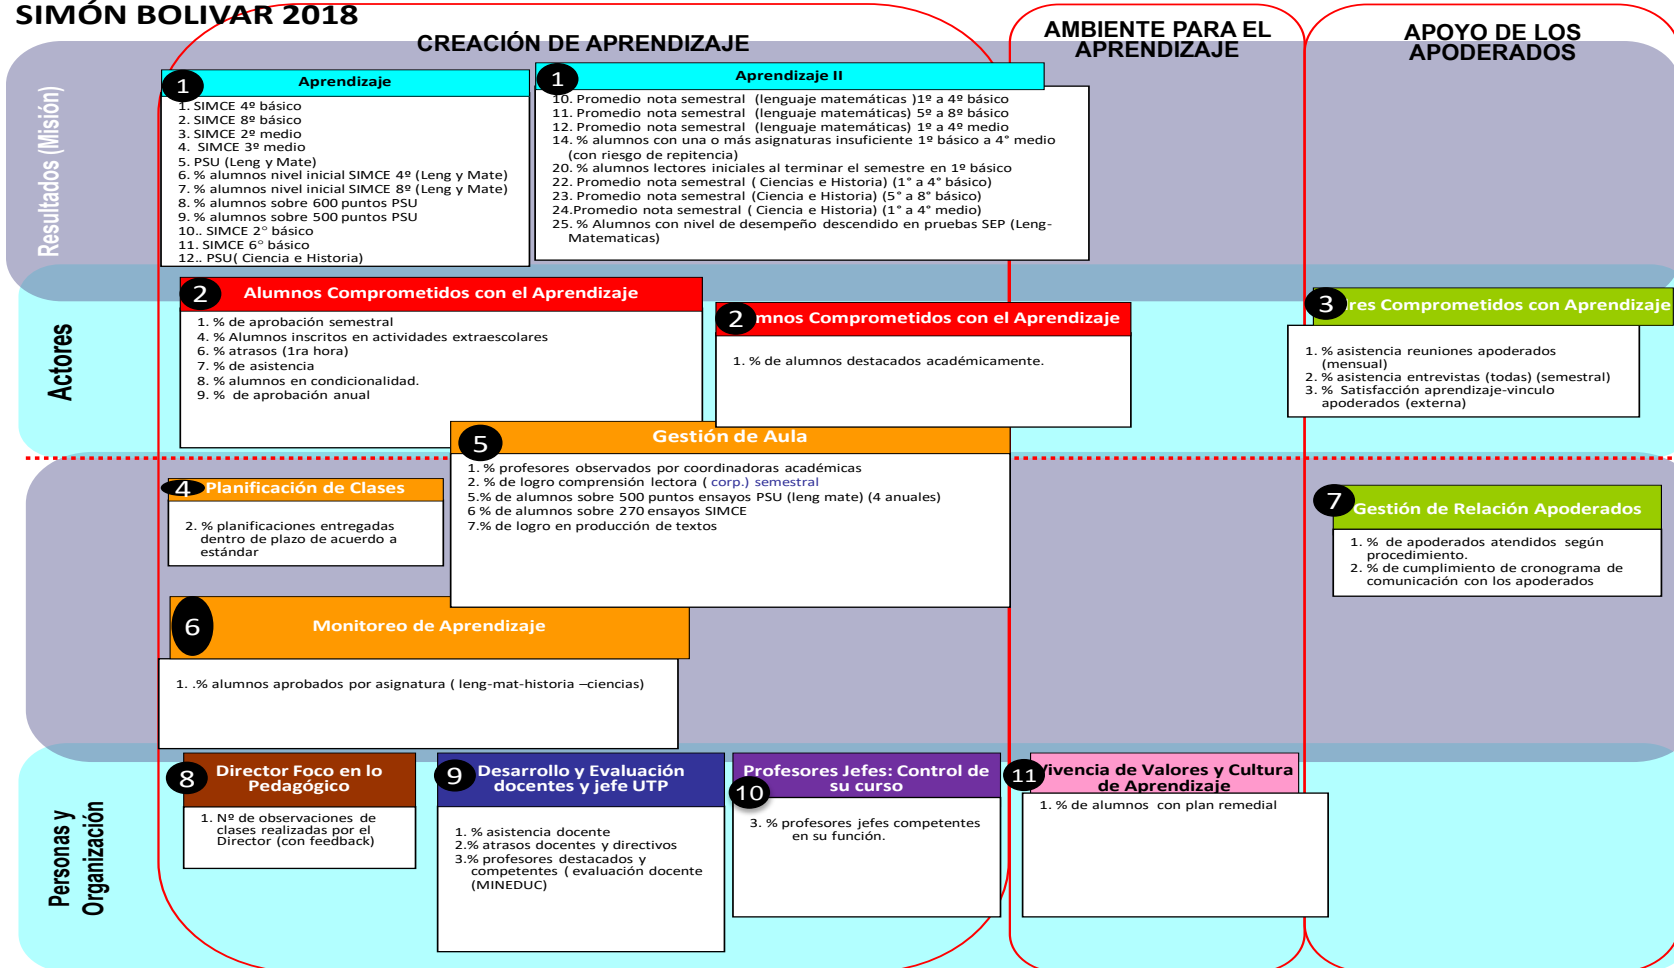 SIMÓN BOLIVAR 2018
CREACIÓN DE APRENDIZAJE
AMBIENTE PARA EL
APRENDIZAJE
APOYO DE LOS
APODERADOS
Resultados (Misión)
1
Aprendizaje
1. SIMCE 4º básico
2. SIMCE 8º básico
3. SIMCE 2º medio
4. SIMCE 3º medio
5. PSU (Leng y Mate)
6. % alumnos nivel inicial SIMCE 4º (Leng y Mate)
7. % alumnos nivel inicial SIMCE 8º (Leng y Mate)
8. % alumnos sobre 600 puntos PSU
9. % alumnos sobre 500 puntos PSU
10.. SIMCE 2° básico
11. SIMCE 6° básico
12.. PSU( Ciencia e Historia)
1
Aprendizaje II
10. Promedio nota semestral (lenguaje matemáticas )1º a 4º básico
11. Promedio nota semestral (lenguaje matemáticas) 5º a 8º básico
12. Promedio nota semestral (lenguaje matemáticas) 1º a 4º medio
14. % alumnos con una o más asignaturas insuficiente 1º básico a 4° medio
(con riesgo de repitencia)
20. % alumnos lectores iniciales al terminar el semestre en 1º básico
22. Promedio nota semestral ( Ciencias e Historia) (1° a 4° básico)
23. Promedio nota semestral (Ciencia e Historia) (5° a 8° básico)
24.Promedio nota semestral ( Ciencia e Historia) (1° a 4° medio)
25. % Alumnos con nivel de desempeño descendido en pruebas SEP (Leng-
Matematicas)
Actores
2
Alumnos Comprometidos con el Aprendizaje
1. % de aprobación semestral
4. % Alumnos inscritos en actividades extraescolares
6. % atrasos (1ra hora)
7. % de asistencia
8. % alumnos en condicionalidad.
9. % de aprobación anual
2
mnos Comprometidos con el Aprendizaje
1. % de alumnos destacados académicamente.
3
res Comprometidos con Aprendizaje
1. % asistencia reuniones apoderados
(mensual)
2. % asistencia entrevistas (todas) (semestral)
3. % Satisfacción aprendizaje-vinculo
apoderados (externa)
4
Planificación de Clases
2. % planificaciones entregadas
dentro de plazo de acuerdo a
estándar
5
Gestión de Aula
1. % profesores observados por coordinadoras académicas
2. % de logro comprensión lectora ( corp.) semestral
5.% de alumnos sobre 500 puntos ensayos PSU (leng mate) (4 anuales)
6 % de alumnos sobre 270 ensayos SIMCE
7.% de logro en producción de textos
7
Gestión de Relación Apoderados
1. % de apoderados atendidos según
procedimiento.
2. % de cumplimiento de cronograma de
comunicación con los apoderados
6
Monitoreo de Aprendizaje
1. .% alumnos aprobados por asignatura ( leng-mat-historia –ciencias)
Personas y
Organización
8
Director Foco en lo
Pedagógico
1. Nº de observaciones de
clases realizadas por el
Director (con feedback)
9
Desarrollo y Evaluación
docentes y jefe UTP
1. % asistencia docente
2.% atrasos docentes y directivos
3.% profesores destacados y
competentes ( evaluación docente
(MINEDUC)
10
Profesores Jefes: Control de
su curso
3. % profesores jefes competentes
en su función.
11
Vivencia de Valores y Cultura
de Aprendizaje
1. % de alumnos con plan remedial